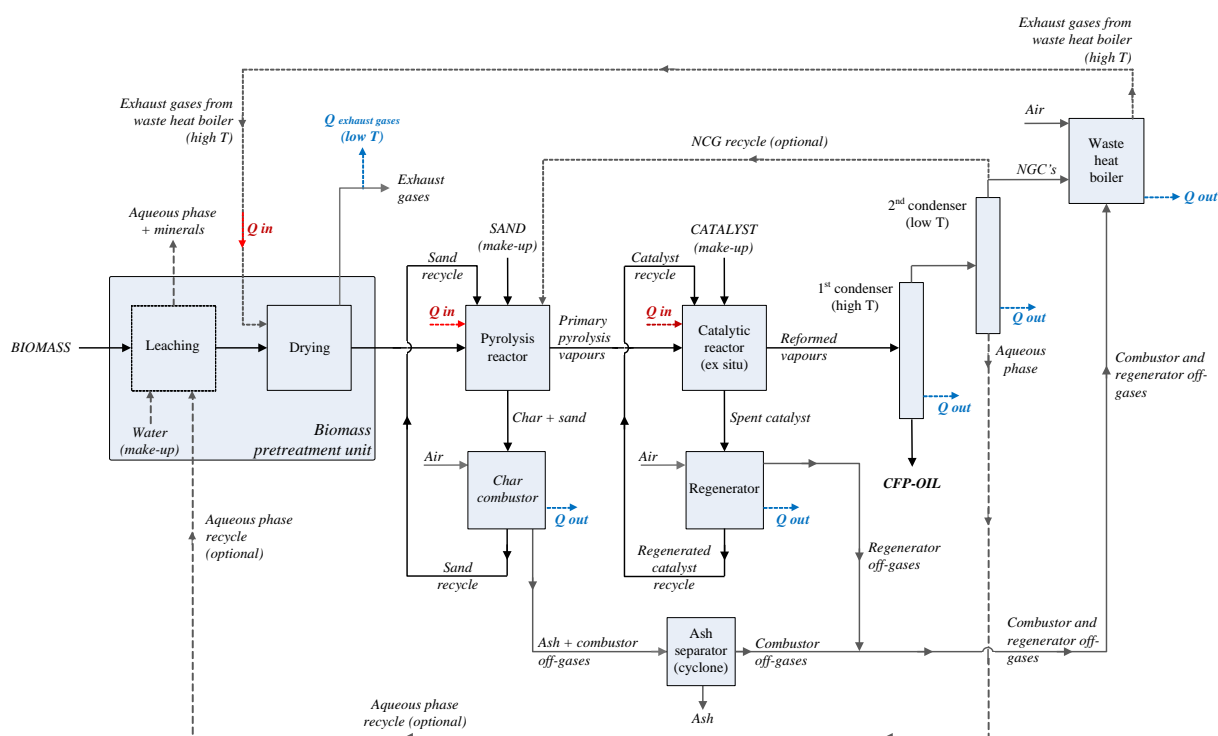 Exhaust gases from
waste heat boiler
(high T)
Exhaust gases from
waste heat boiler
(high T)
Q exhaust gases
(low T)
Air
Waste
heat
boiler
NCG recycle (optional)
NGC's
Q out
Exhaust
gases
Aqueous phase
+ minerals
Q in
SAND
(make-up)
CATALYST
(make-up)
2nd condenser
(low T)
Sand
recycle
Catalyst
recycle
1st condenser
(high T)
Q in
Q in
Q out
BIOMASS
Leaching
Drying
Pyrolysis
reactor
Primary
pyrolysis
vapours
Catalytic
reactor
(ex situ)
Reformed
vapours
Aqueous
phase
Combustor and
regenerator off-
gases
Q out
Char + sand
Spent catalyst
Water
(make-up)
Biomass
pretreatment unit
Air
Char
combustor
Q out
Air
Regenerator
Q out
CFP-OIL
Aqueous phase
recycle
(optional)
Sand
recycle
Regenerated
catalyst
recycle
Regenerator
off-gases
Ash + combustor
off-gases
Ash
separator
(cyclone)
Combustor
off-gases
Combustor and
regenerator off-
gases
Aqueous phase
recycle (optional)
Ash